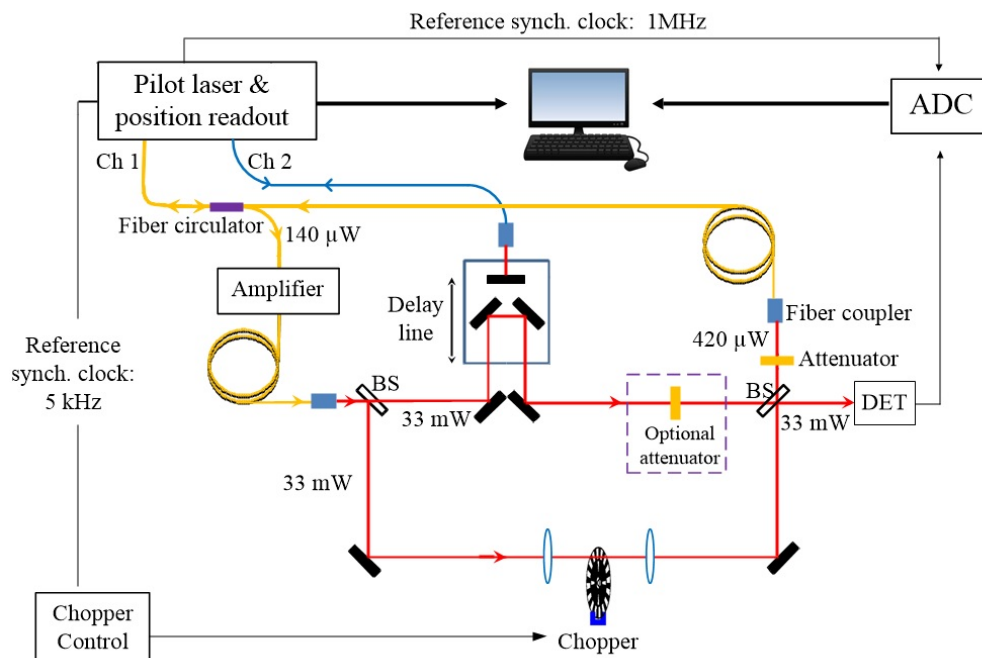 Reference synch. clock: 1MHz
Pilot laser &
position readout
ADC
Ch 1
Ch 2
Fiber circulator
140 µW
Amplifier
Delay
line
Fiber coupler
420 µW
Attenuator
Reference
synch. clock:
5 kHz
BS
33 mW
BS
33 mW
DET
Optional
attenuator
33 mW
Chopper
Control
Chopper